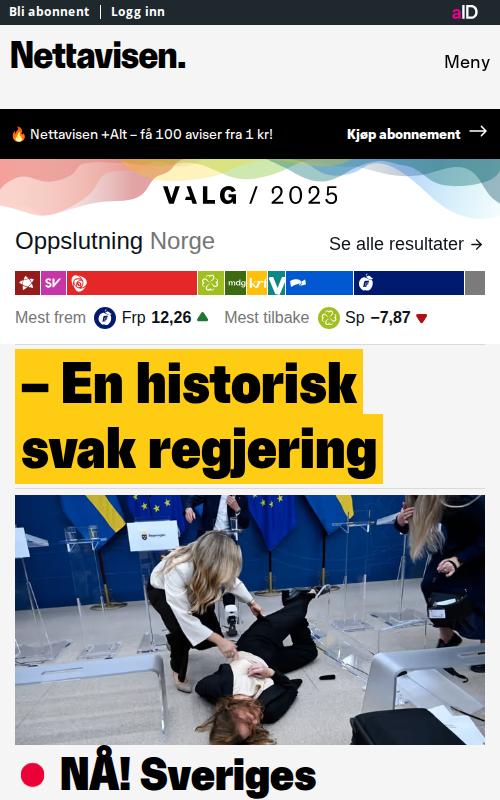 Bli abonnent | Logg inn
aID
Nettavisen.
Meny
🔥 Nettavisen +Alt – få 100 aviser fra 1 kr!
Kjøp abonnement →
VALG / 2025
Oppslutning Norge
Se alle resultater →
SV
mdg
krf
V
Mest frem Frp 12,26 ▲ Mest tilbake Sp –7,87 ▼
– En historisk
svak regjering
NÅ! Sveriges